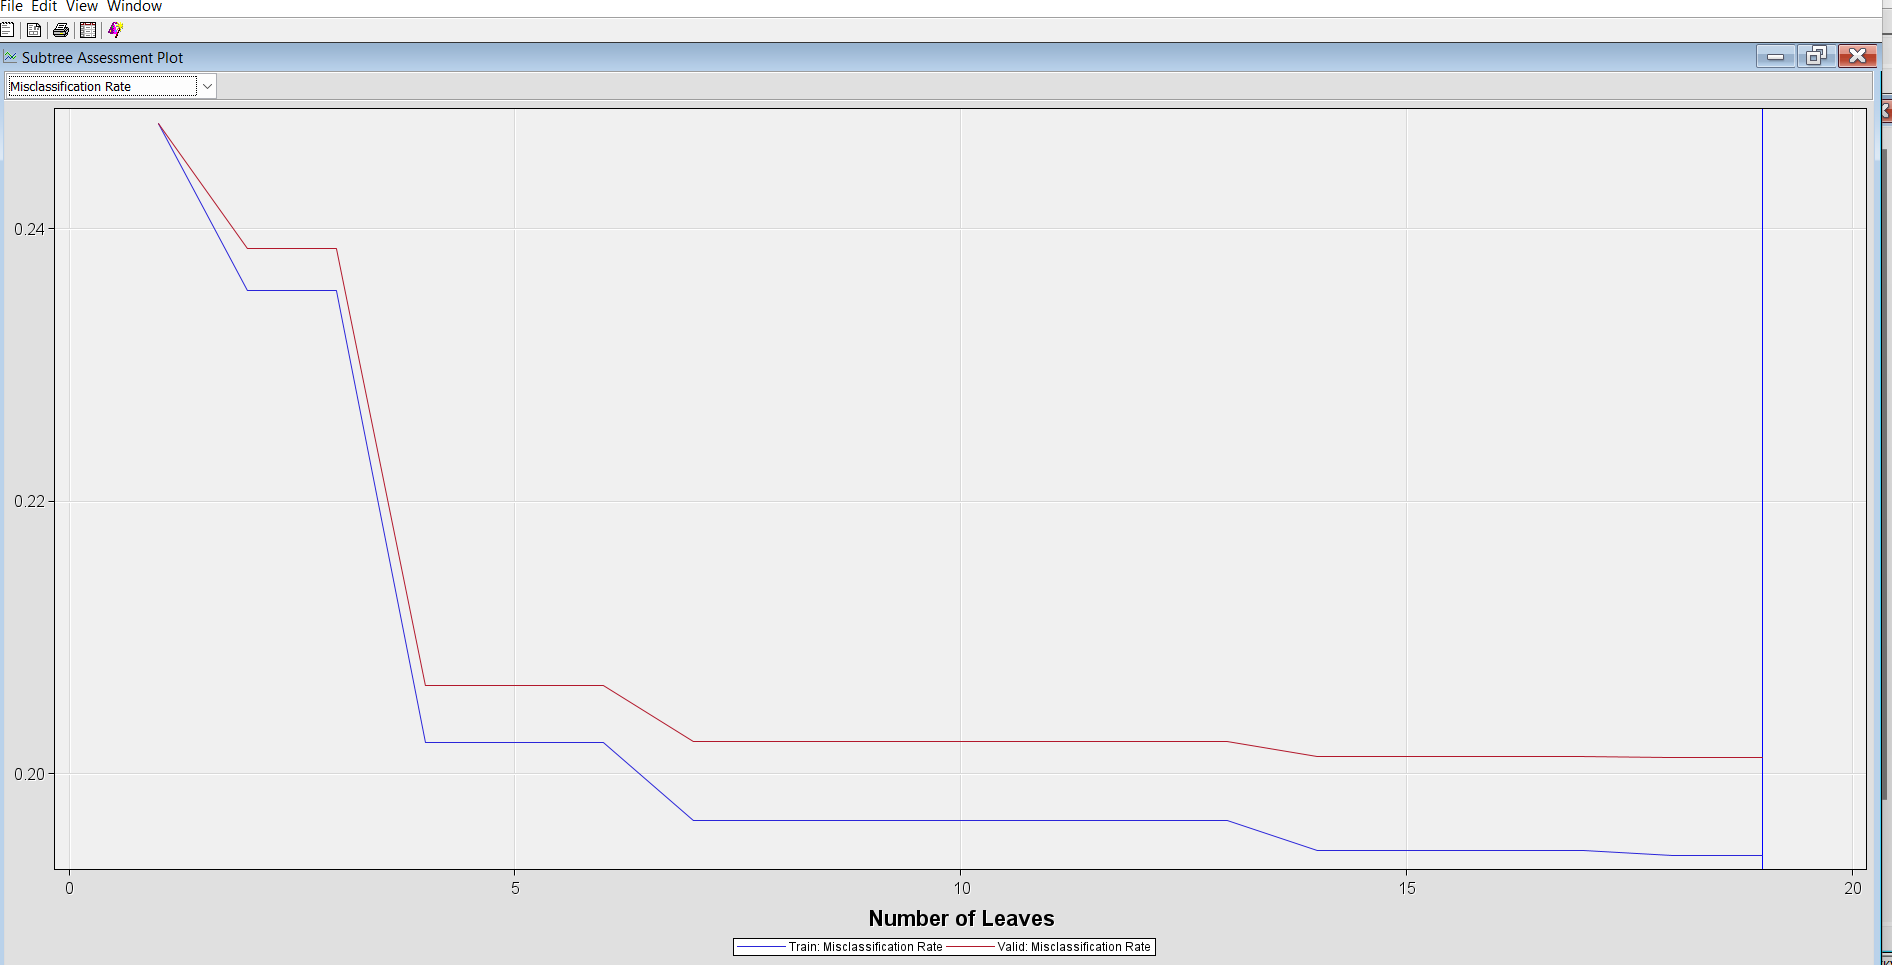 File Edit View Window
Subtree Assessment Plot
Misclassification Rate
0.24
0.22
0.20
0 5 10 15 20
Number of Leaves
Train: Misclassification Rate Valid: Misclassification Rate